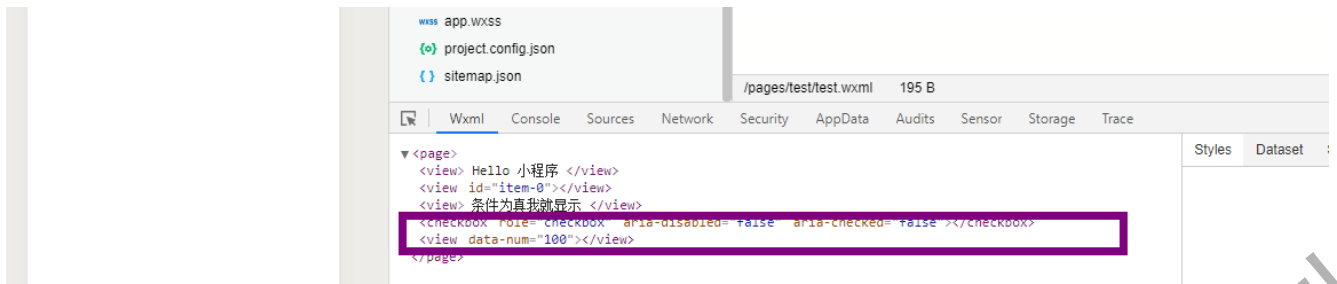 wxss app.wxss
{o} project.config.json
{ } sitemap.json
/pages/test/test.wxml 195 B
Wxml Console Sources Network Security AppData Audits Sensor Storage Trace
Styles Dataset
▼<page>
<view> Hello 小程序 </view>
<view id="item-0"></view>
<view> 条件为真我就显示 </view>
<checkbox role="checkbox" aria-disabled="false" aria-checked="false"></checkbox>
<view data-num="100"></view>
</page>